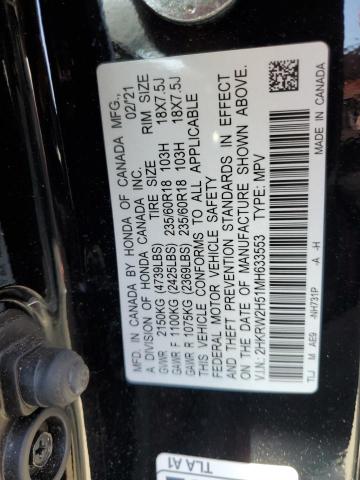 MFD. IN CANADA BY HONDA OF CANADA MFG.,
A DIVISION OF HONDA CANADA INC. 02/21
TIRE SIZE RIM SIZE
GVWR 2150KG (4739LBS)
GAWR F 1100KG (2425LBS) 235/60R18 103H 18X7.5J
GAWR R 1075KG (2369LBS) 235/60R18 103H 18X7.5J
THIS VEHICLE CONFORMS TO ALL APPLICABLE
FEDERAL MOTOR VEHICLE SAFETY
AND THEFT PREVENTION STANDARDS IN EFFECT
ON THE DATE OF MANUFACTURE SHOWN ABOVE.
V.I.N.: 2HKRW2H51MH633553 TYPE: MPV
TLJ M AE9 -NH731P -A -H
MADE IN CANADA
TLA A1